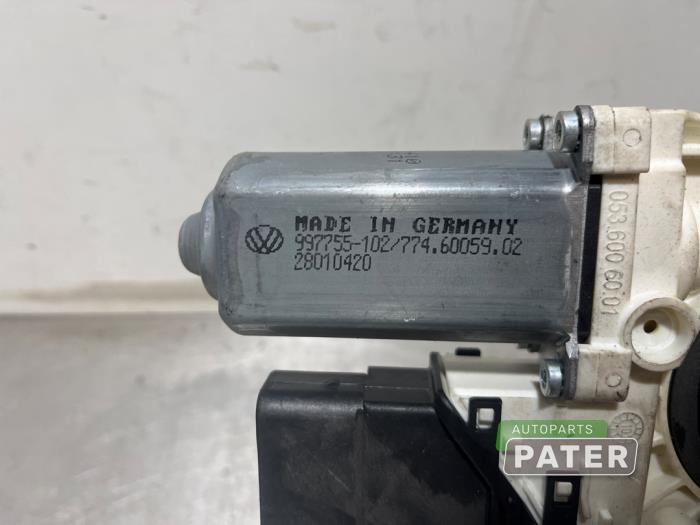 MADE IN GERMANY
997755-102/774.60059.02
28010420
053.600 60.01
AUTOPARTS
PATER